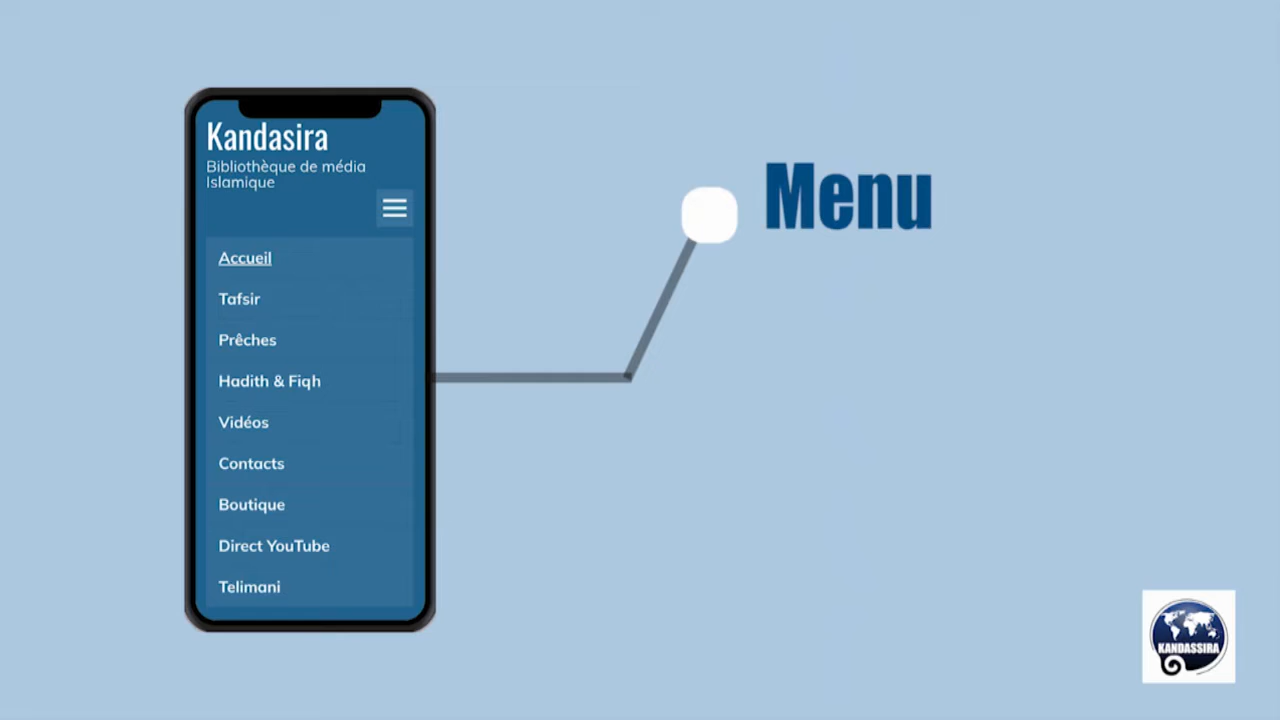 Kandasira
Bibliothèque de média
Islamique
Accueil
Tafsir
Prêches
Hadith & Fiqh
Vidéos
Contacts
Boutique
Direct YouTube
Telimani
Menu
KANDASSIRA